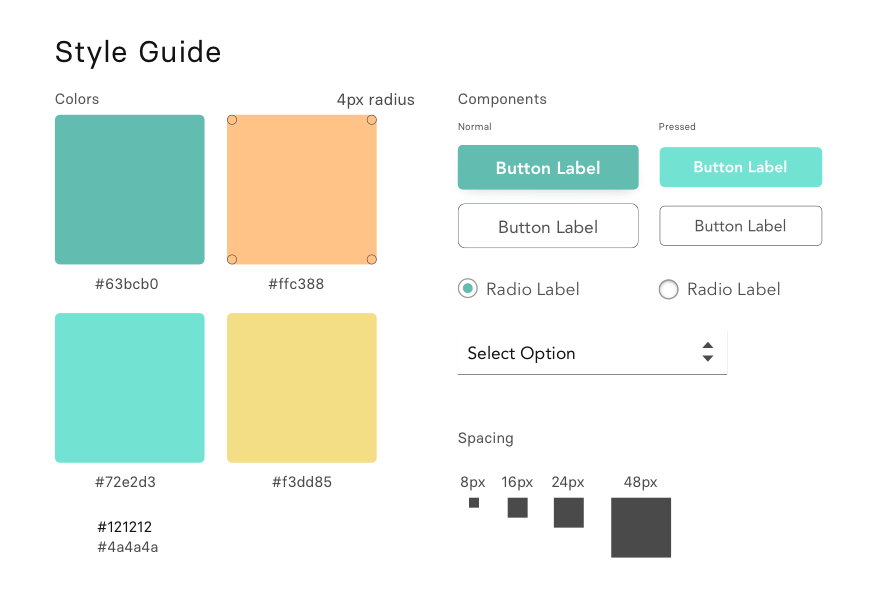 Style Guide
Colors
4px radius
#63bcb0
#ffc388
#72e2d3
#f3dd85
#121212
#4a4a4a
Components
Normal
Pressed
Button Label
Button Label
Button Label
Button Label
Radio Label
Radio Label
Select Option
Spacing
8px 16px 24px 48px